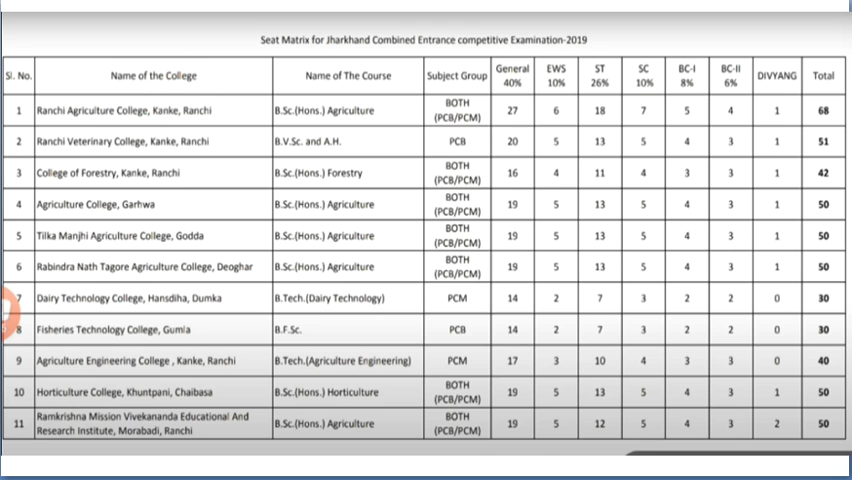 Seat Matrix for Jharkhand Combined Entrance competitive Examination-2019
Sl. No. Name of the College Name of The Course Subject Group General 40% EWS 10% ST 26% SC 10% BC-I 8% BC-II 6% DIVYANG Total
1 Ranchi Agriculture College, Kanke, Ranchi B.Sc.(Hons.) Agriculture BOTH (PCB/PCM) 27 6 18 7 5 4 1 68
2 Ranchi Veterinary College, Kanke, Ranchi B.V.Sc. and A.H. PCB 20 5 13 5 4 3 1 51
3 College of Forestry, Kanke, Ranchi B.Sc.(Hons.) Forestry BOTH (PCB/PCM) 16 4 11 4 3 3 1 42
4 Agriculture College, Garhwa B.Sc.(Hons.) Agriculture BOTH (PCB/PCM) 19 5 13 5 4 3 1 50
5 Tilka Manjhi Agriculture College, Godda B.Sc.(Hons.) Agriculture BOTH (PCB/PCM) 19 5 13 5 4 3 1 50
6 Rabindra Nath Tagore Agriculture College, Deoghar B.Sc.(Hons.) Agriculture BOTH (PCB/PCM) 19 5 13 5 4 3 1 50
7 Dairy Technology College, Hansdiha, Dumka B.Tech.(Dairy Technology) PCM 14 2 7 3 2 2 0 30
8 Fisheries Technology College, Gumla B.F.Sc. PCB 14 2 7 3 2 2 0 30
9 Agriculture Engineering College , Kanke, Ranchi B.Tech.(Agriculture Engineering) PCM 17 3 10 4 3 3 0 40
10 Horticulture College, Khuntpani, Chaibasa B.Sc.(Hons.) Horticulture BOTH (PCB/PCM) 19 5 13 5 4 3 1 50
11 Ramkrishna Mission Vivekananda Educational And Research Institute, Morabadi, Ranchi B.Sc.(Hons.) Agriculture BOTH (PCB/PCM) 19 5 12 5 4 3 2 50